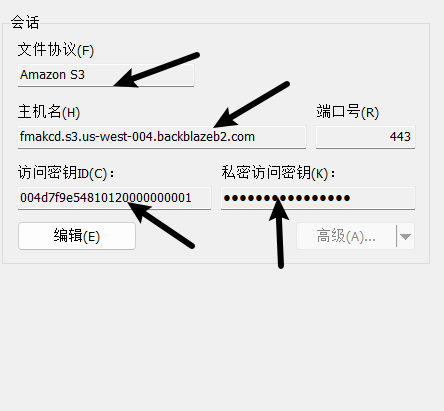 会话
文件协议(F)
Amazon S3
主机名(H) 端口号(R)
fmakcd.s3.us-west-004.backblazeb2.com 443
访问密钥ID(C): 私密访问密钥(K):
004d7f9e54810120000000001 ●●●●●●●●●●●●●●●●
编辑(E) 高级(A)...